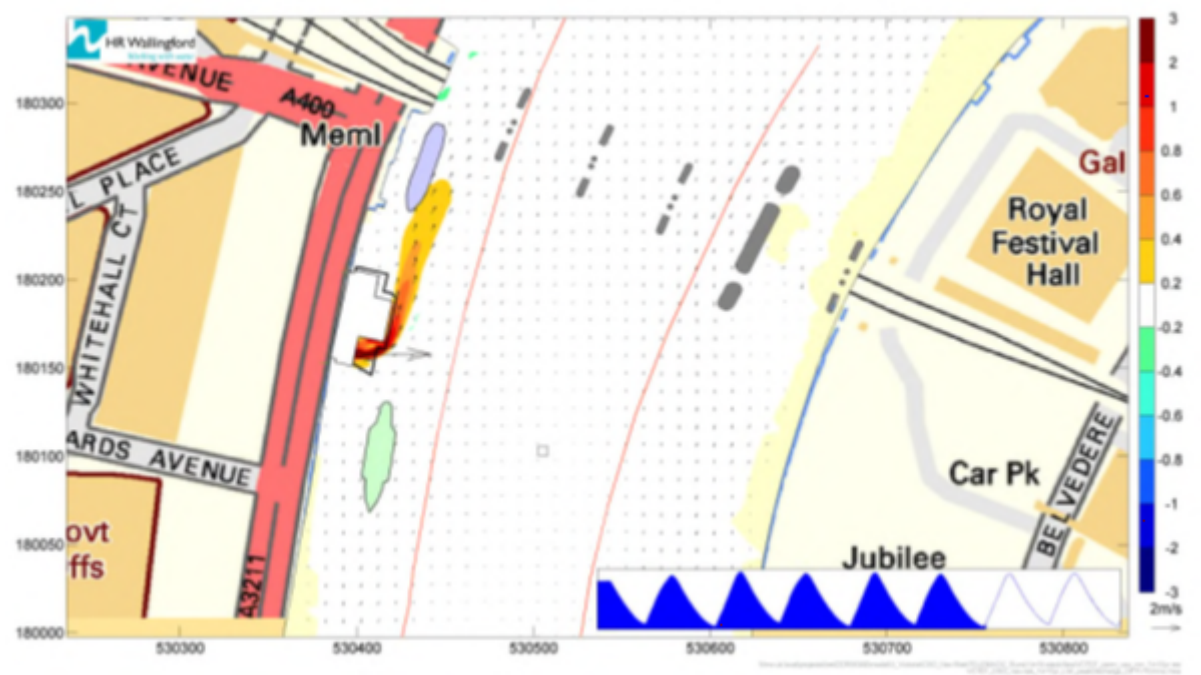 HR Wallingford
Working with water
AVENUE
A400
Meml
L PLACE
WHITEHALL CT
ARDS AVENUE
ovt
ffs
A3211
Gal
Royal
Festival
Hall
Car Pk
BELVEDERE
Jubilee
180300
180250
180200
180150
180100
180050
180000
530300
530400
530500
530600
530700
530800
3
2
1
0.8
0.6
0.4
0.2
-0.2
-0.4
-0.6
-0.8
-1
-2
-3
2m/s